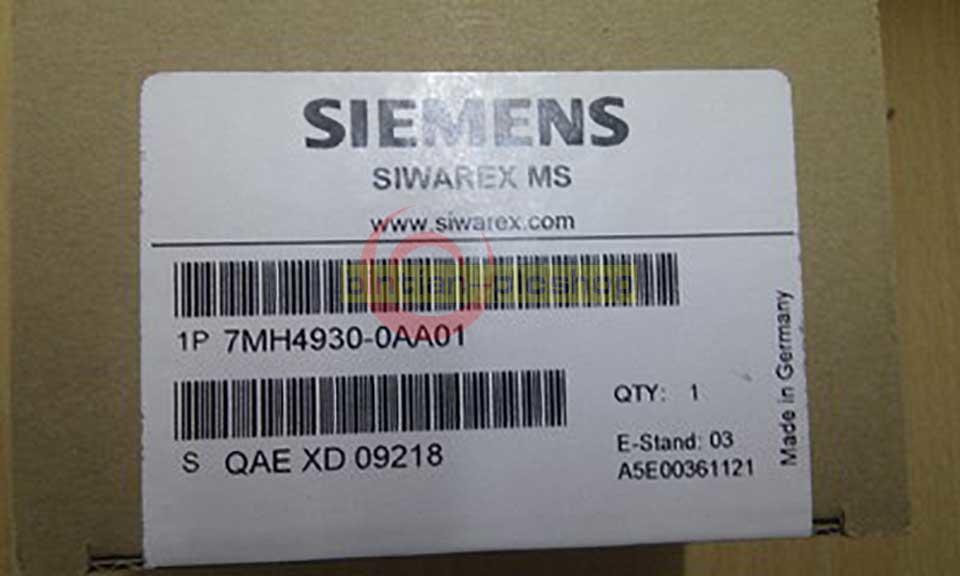 SIEMENS
SIWAREX MS
www.siwarex.com
1P 7MH4930-0AA01
S QAE XD 09218
QTY: 1
E-Stand: 03
A5E00361121
Made in Germany